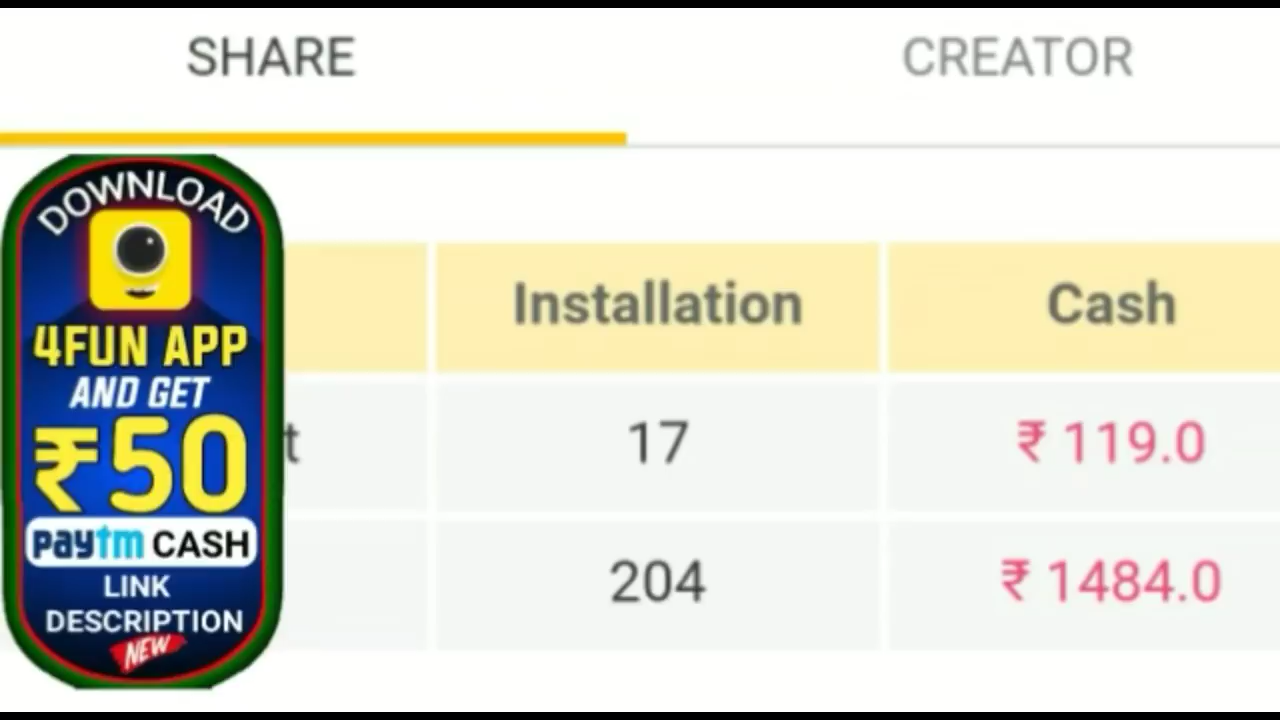 SHARE
CREATOR
DOWNLOAD
4FUN APP
AND GET
₹50
paytm CASH
LINK
DESCRIPTION
NEW
Installation
Cash
t
17
₹ 119.0
204
₹ 1484.0